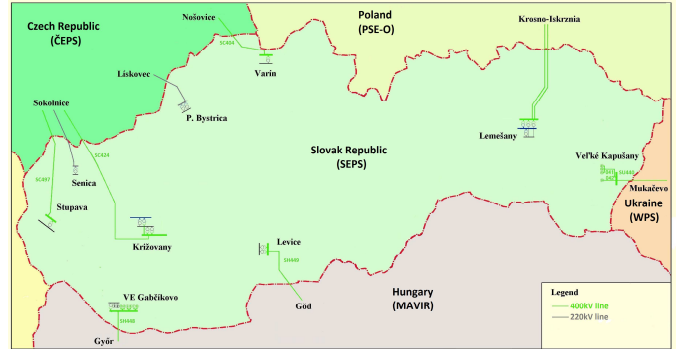 Czech Republic
(ČEPS)
Nošovice
SC404
Varín
Poland
(PSE-O)
Krosno-Iskrznia
Lískovec
P. Bystrica
Sokolnice
SC497
SC424
Senica
Stupava
Križovany
Slovak Republic
(SEPS)
Lemešany
Veľké Kapušany
Mukačevo
Ukraine
(WPS)
Levice
SH449
Göd
VE Gabčíkovo
SH448
Győr
Hungary
(MAVIR)
Legend
400kV line
220kV line